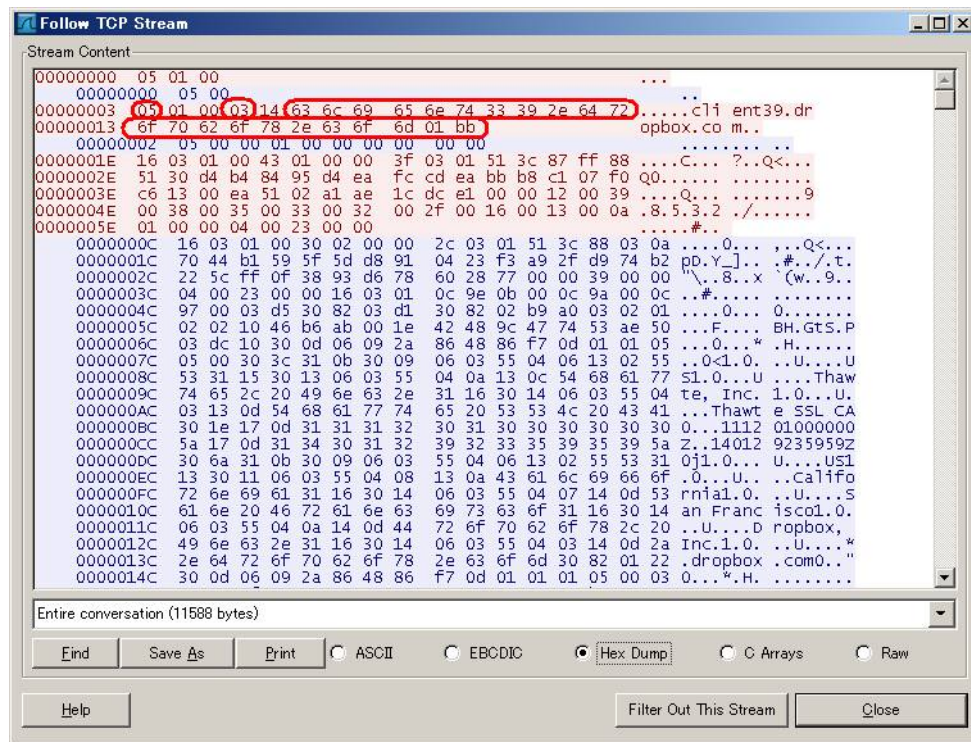 Follow TCP Stream
Stream Content
00000000 05 01 00 ...
00000000 05 00 ..
00000003 05 01 00 03 14 63 6c 69 65 6e 74 33 39 2e 64 72 .....cli ent39.dr
00000013 6f 70 62 6f 78 2e 63 6f 6d 01 bb opbox.co m..
00000002 05 00 00 01 00 00 00 00 00 00 ........ ..
0000001E 16 03 01 00 43 01 00 00 3f 03 01 51 3c 87 ff 88 ....C... ?..Q<...
0000002E 51 30 d4 b4 84 95 d4 ea fc cd ea bb b8 c1 07 f0 Q0...... ........
0000003E c6 13 00 ea 51 02 a1 ae 1c dc e1 00 00 12 00 39 ....Q... .......9
0000004E 00 38 00 35 00 33 00 32 00 2f 00 16 00 13 00 0a .8.5.3.2 ./......
0000005E 01 00 00 04 00 23 00 00 .....#..
0000000C 16 03 01 00 30 02 00 00 2c 03 01 51 3c 88 03 0a ....0... ,..Q<...
0000001C 70 44 b1 59 5f 5d d8 91 04 23 f3 a9 2f d9 74 b2 pD.Y_].. .#../.t.
0000002C 22 5c ff 0f 38 93 d6 78 60 28 77 00 00 39 00 00 "\..8..x `(w..9..
0000003C 04 00 23 00 00 16 03 01 0c 9e 0b 00 0c 9a 00 0c ..#..... ........
0000004C 97 00 03 d5 30 82 03 d1 30 82 02 b9 a0 03 02 01 ....0... 0.......
0000005C 02 02 10 46 b6 ab 00 1e 42 48 9c 47 74 53 ae 50 ...F.... BH.GtS.P
0000006C 03 dc 10 30 0d 06 09 2a 86 48 86 f7 0d 01 01 05 ...0...* .H......
0000007C 05 00 30 3c 31 0b 30 09 06 03 55 04 06 13 02 55 ..0<1.0. ..U....U
0000008C 53 31 15 30 13 06 03 55 04 0a 13 0c 54 68 61 77 S1.0...U ....Thaw
0000009C 74 65 2c 20 49 6e 63 2e 31 16 30 14 06 03 55 04 te, Inc. 1.0...U.
000000AC 03 13 0d 54 68 61 77 74 65 20 53 53 4c 20 43 41 ...Thawt e SSL CA
000000BC 30 1e 17 0d 31 31 31 32 30 31 30 30 30 30 30 30 0...1112 01000000
000000CC 5a 17 0d 31 34 30 31 32 39 32 33 35 39 35 39 5a Z..14012 9235959Z
000000DC 30 6a 31 0b 30 09 06 03 55 04 06 13 02 55 53 31 0j1.0... U....US1
000000EC 13 30 11 06 03 55 04 08 13 0a 43 61 6c 69 66 6f .0...U.. ..Califo
000000FC 72 6e 69 61 31 16 30 14 06 03 55 04 07 14 0d 53 rnia1.0. ..U....S
0000010C 61 6e 20 46 72 61 6e 63 69 73 63 6f 31 16 30 14 an Franc isco1.0.
0000011C 06 03 55 04 0a 14 0d 44 72 6f 70 62 6f 78 2c 20 ..U....D ropbox, 
0000012C 49 6e 63 2e 31 16 30 14 06 03 55 04 03 14 0d 2a Inc.1.0. ..U....*
0000013C 2e 64 72 6f 70 62 6f 78 2e 63 6f 6d 30 82 01 22 .dropbox .com0.."
0000014C 30 0d 06 09 2a 86 48 86 f7 0d 01 01 01 05 00 03 0...*.H. ........
Entire conversation (11588 bytes)
Find Save As Print ASCII EBCDIC Hex Dump C Arrays Raw
Help Filter Out This Stream Close